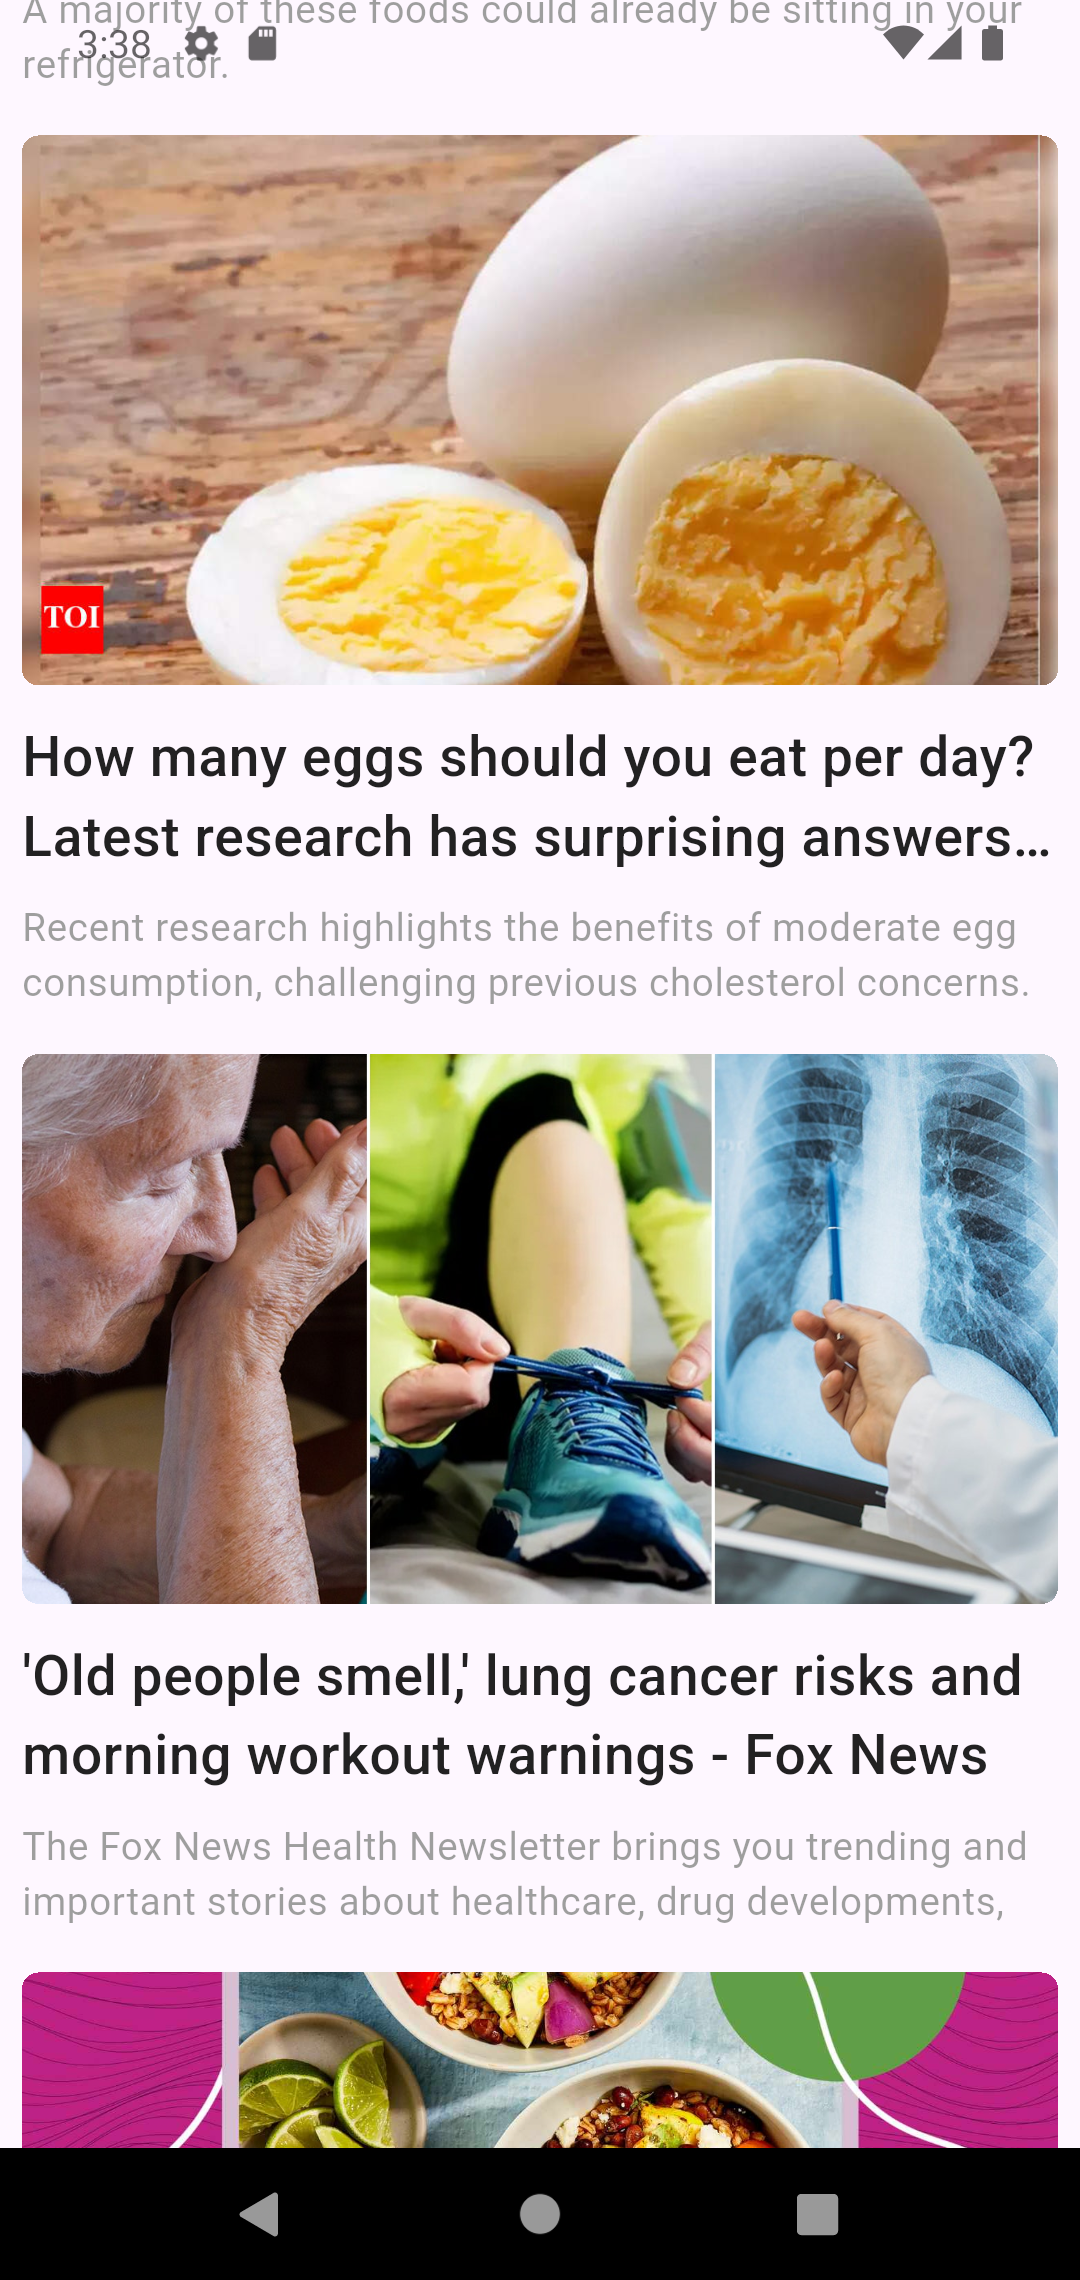 A majority of these foods could already be sitting in your
refrigerator.
3:38
TOI
How many eggs should you eat per day?
Latest research has surprising answers…
Recent research highlights the benefits of moderate egg
consumption, challenging previous cholesterol concerns.
'Old people smell,' lung cancer risks and
morning workout warnings - Fox News
The Fox News Health Newsletter brings you trending and
important stories about healthcare, drug developments,